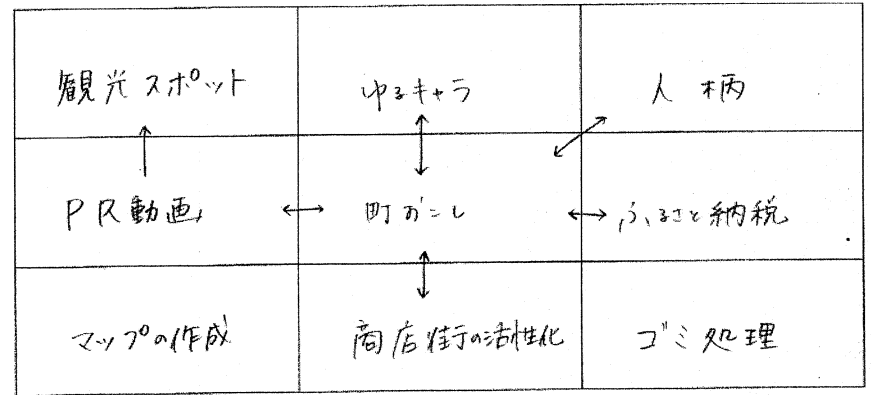 観光スポット
ゆるキャラ
人柄
PR動画
町おこし
ふるさと納税
マップの作成
商店街の活性化
ゴミ処理